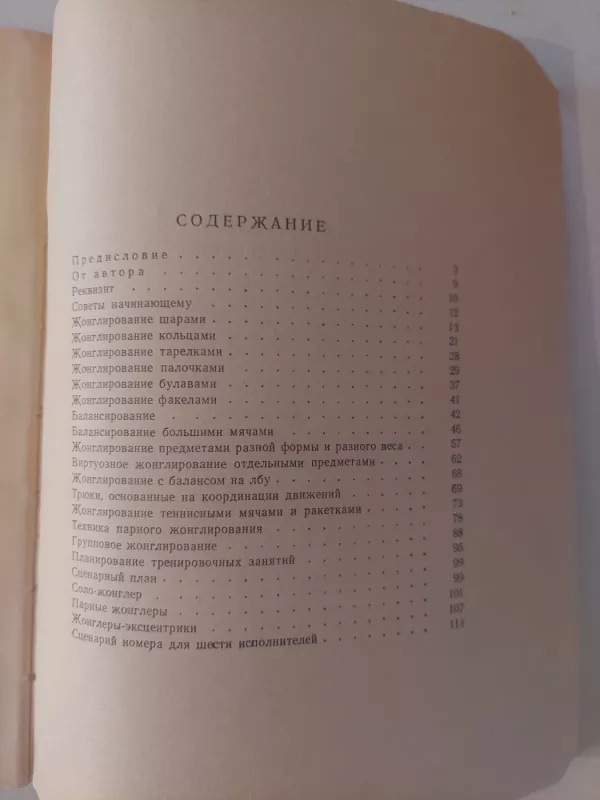 СОДЕРЖАНИЕ
Предисловие . . . . . . . . . . . . . . 3
От автора . . . . . . . . . . . . . . 9
Реквизит . . . . . . . . . . . . . . 10
Советы начинающему . . . . . . . . . . . 12
Жонглирование шарами . . . . . . . . . . . 13
Жонглирование кольцами . . . . . . . . . . 21
Жонглирование тарелками . . . . . . . . . . 28
Жонглирование палочками . . . . . . . . . . 29
Жонглирование булавами . . . . . . . . . . 37
Жонглирование факелами . . . . . . . . . . 41
Балансирование . . . . . . . . . . . . 42
Балансирование большими мячами . . . . . . . 46
Жонглирование предметами разной формы и разного веса . . 57
Виртуозное жонглирование отдельными предметами . . . . 62
Жонглирование с балансом на лбу . . . . . . . 68
Трюки, основанные на координации движений . . . . . 69
Жонглирование теннисными мячами и ракетками . . . . 73
Техника парного жонглирования . . . . . . . . 78
Групповое жонглирование . . . . . . . . . . 88
Планирование тренировочных занятий . . . . . . . 95
Сценарный план . . . . . . . . . . . . 99
Соло-жонглер . . . . . . . . . . . . . 99
Парные жонглеры . . . . . . . . . . . . 101
Жонглеры-эксцентрики . . . . . . . . . . . 107
Сценарий номера для шести исполнителей . . . . . . 114